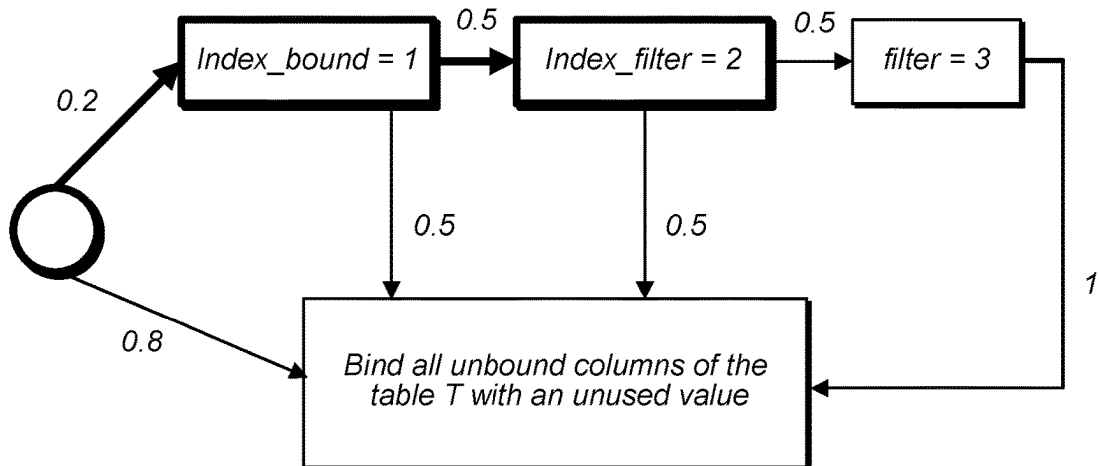 0.5
0.5
Index_bound = 1
Index_filter = 2
filter = 3
0.2
0.5
0.5
1
0.8
Bind all unbound columns of the
table T with an unused value